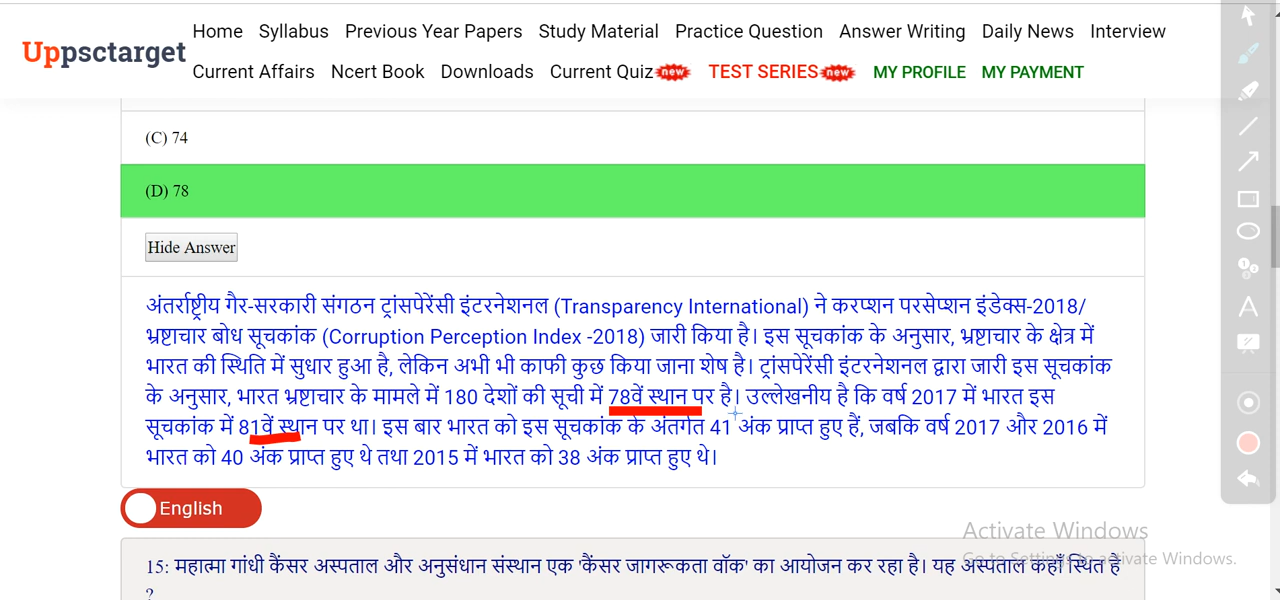 Uppsctarget
Home Syllabus Previous Year Papers Study Material Practice Question Answer Writing Daily News Interview
Current Affairs Ncert Book Downloads Current Quiz new TEST SERIES new MY PROFILE MY PAYMENT
(C) 74
(D) 78
Hide Answer
अंतर्राष्ट्रीय गैर-सरकारी संगठन ट्रांसपेरेंसी इंटरनेशनल (Transparency International) ने करप्शन परसेप्शन इंडेक्स-2018/
भ्रष्टाचार बोध सूचकांक (Corruption Perception Index -2018) जारी किया है। इस सूचकांक के अनुसार, भ्रष्टाचार के क्षेत्र में
भारत की स्थिति में सुधार हुआ है, लेकिन अभी भी काफी कुछ किया जाना शेष है। ट्रांसपेरेंसी इंटरनेशनल द्वारा जारी इस सूचकांक
के अनुसार, भारत भ्रष्टाचार के मामले में 180 देशों की सूची में 78वें स्थान पर है। उल्लेखनीय है कि वर्ष 2017 में भारत इस
सूचकांक में 81वें स्थान पर था। इस बार भारत को इस सूचकांक के अंतर्गत 41 अंक प्राप्त हुए हैं, जबकि वर्ष 2017 और 2016 में
भारत को 40 अंक प्राप्त हुए थे तथा 2015 में भारत को 38 अंक प्राप्त हुए थे।
English
Activate Windows
Go to Settings to activate Windows.
15: महात्मा गांधी कैंसर अस्पताल और अनुसंधान संस्थान एक 'कैंसर जागरूकता वॉक' का आयोजन कर रहा है। यह अस्पताल कहाँ स्थित है
?